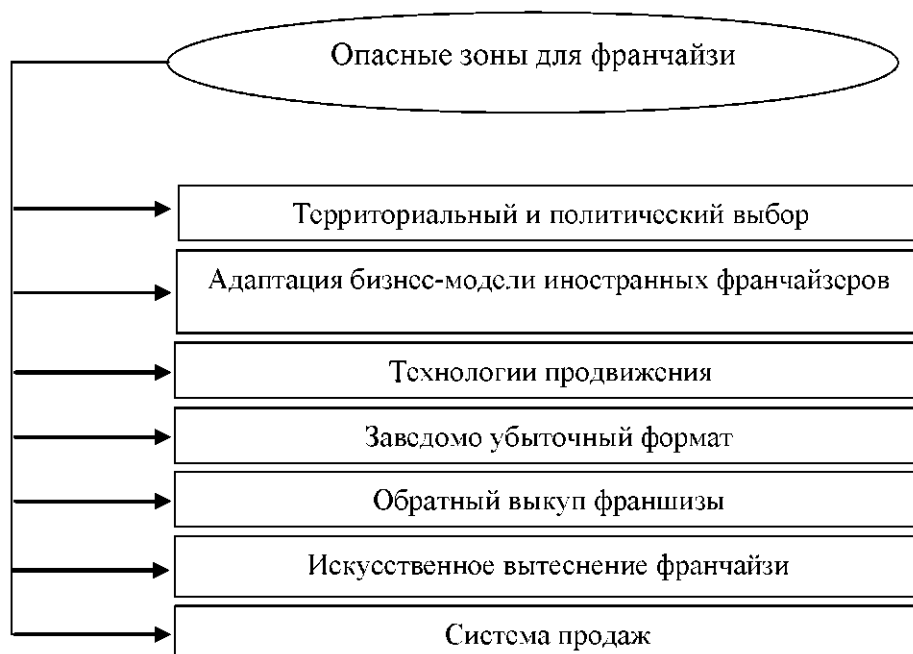 Опасные зоны для франчайзи
Территориальный и политический выбор
Адаптация бизнес-модели иностранных франчайзеров
Технологии продвижения
Заведомо убыточный формат
Обратный выкуп франшизы
Искусственное вытеснение франчайзи
Система продаж